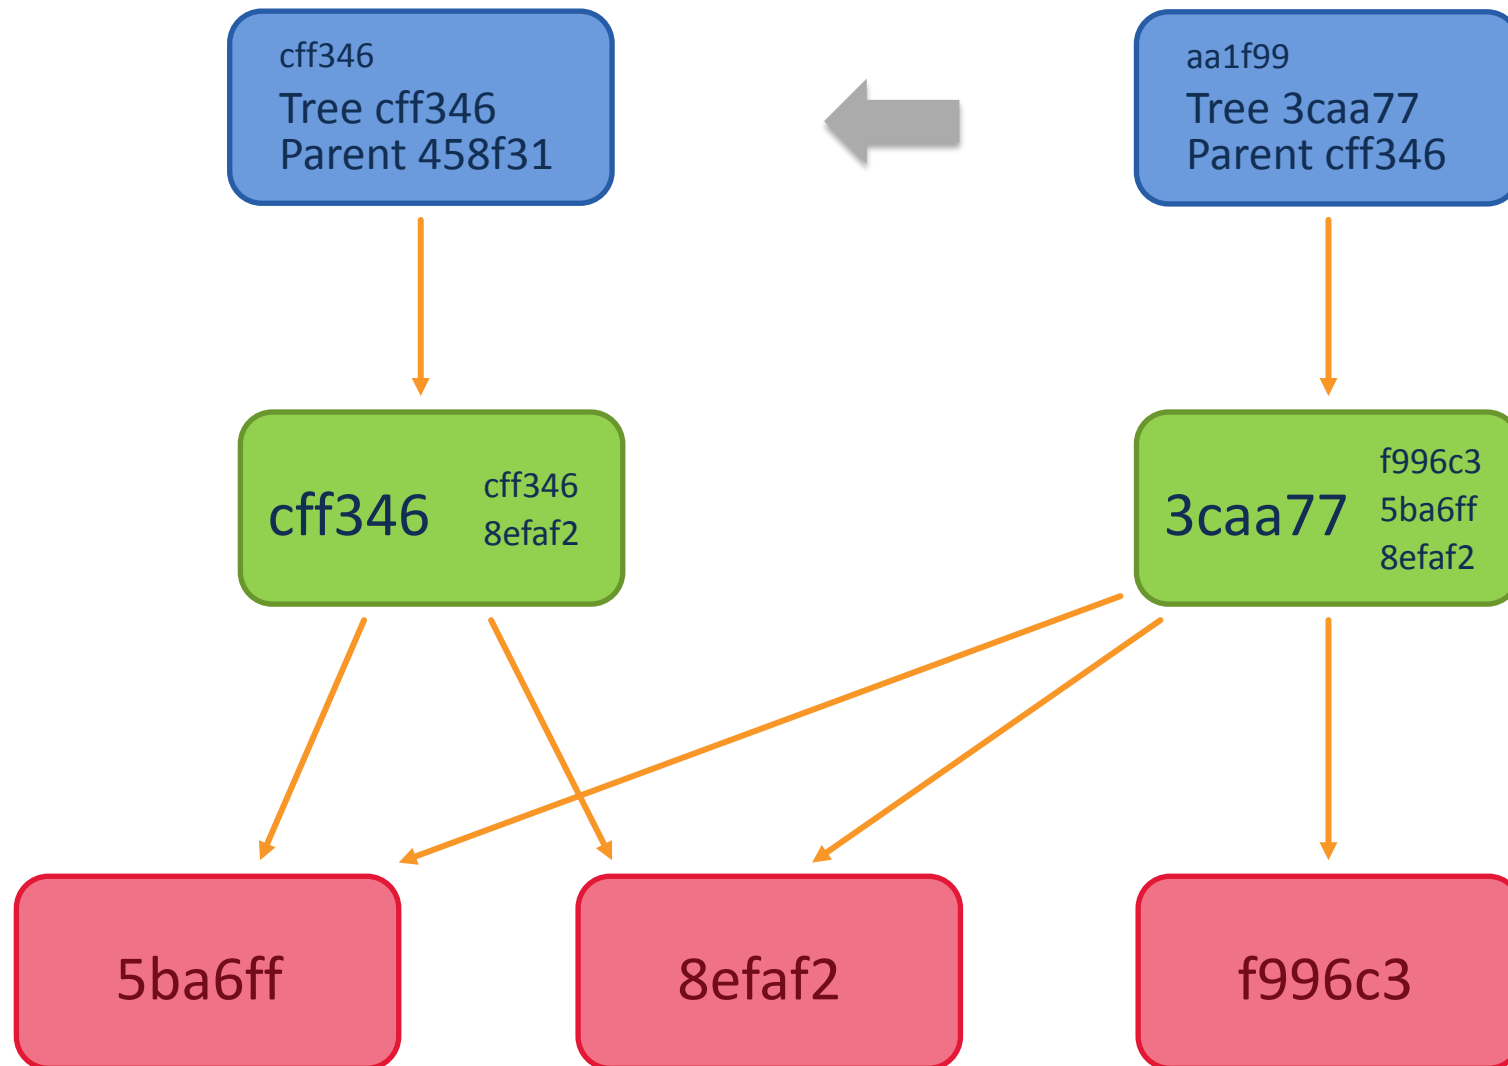 cff346
Tree cff346
Parent 458f31
aa1f99
Tree 3caa77
Parent cff346
cff346
cff346
8efaf2
3caa77
f996c3
5ba6ff
8efaf2
5ba6ff
8efaf2
f996c3